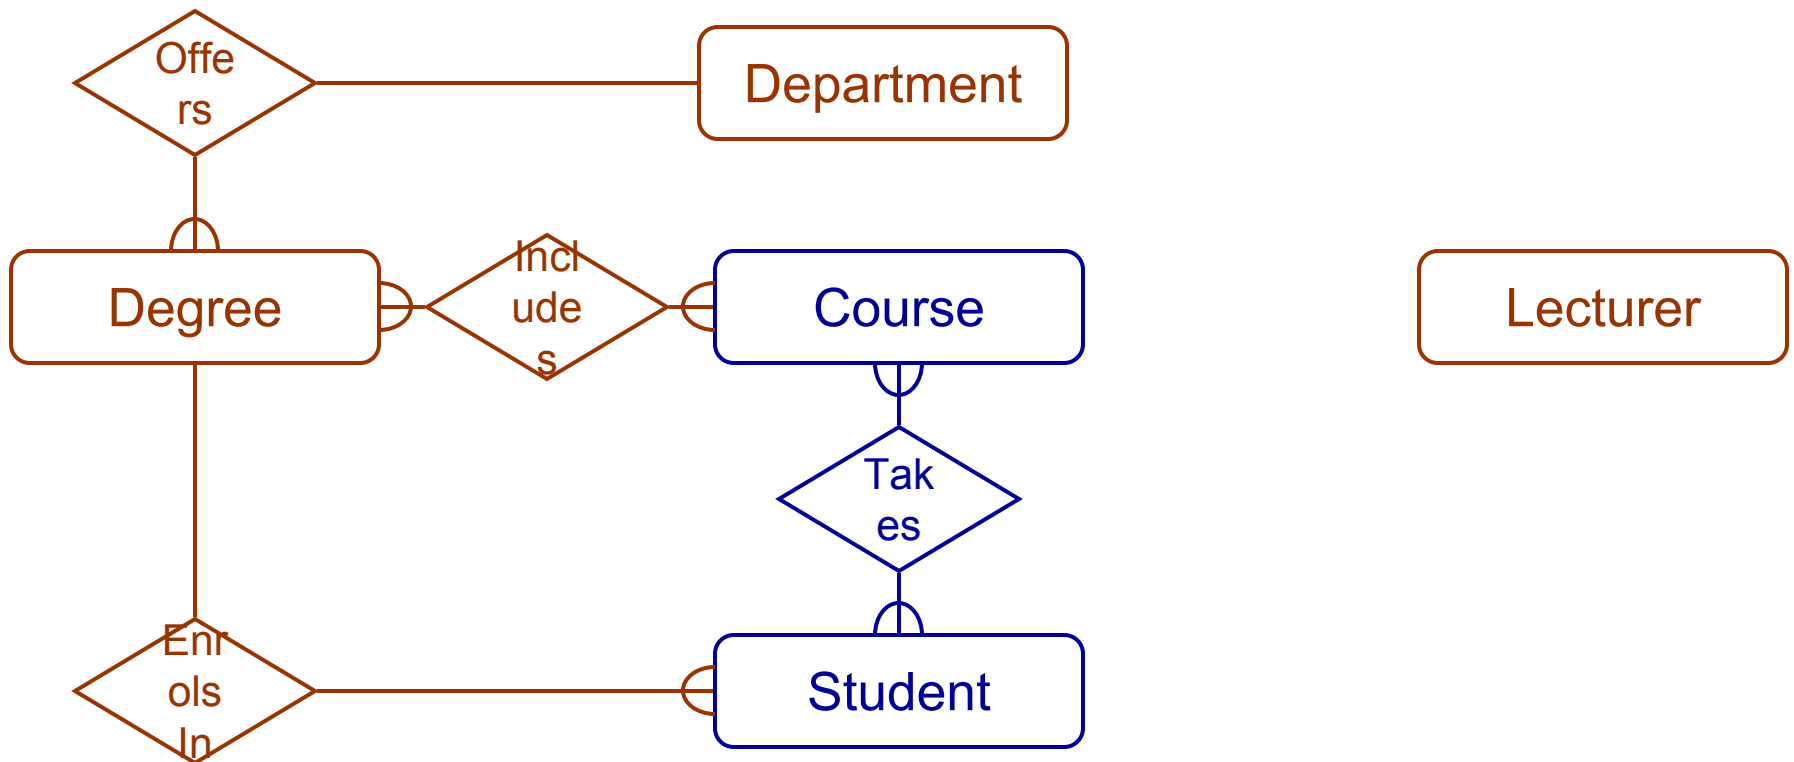 Offe
rs
Department
Degree
Incl
ude
s
Course
Lecturer
Tak
es
Enr
ols
In
Student